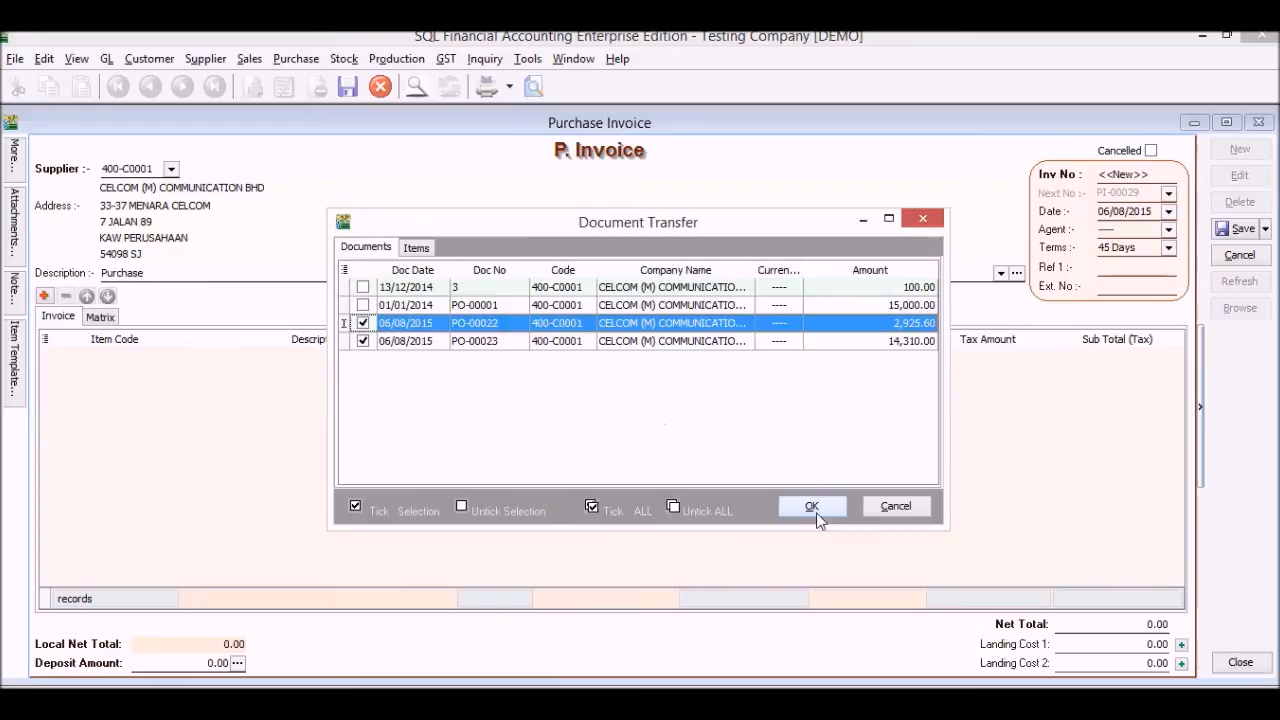 SQL Financial Accounting Enterprise Edition - Testing Company [DEMO]
File Edit View GL Customer Supplier Sales Purchase Stock Production GST Inquiry Tools Window Help
Purchase Invoice
P. Invoice
Cancelled
More...
Attachments...
Note...
Item Template...
Supplier :- 400-C0001
CELCOM (M) COMMUNICATION BHD
Address :- 33-37 MENARA CELCOM
7 JALAN 89
KAW PERUSAHAAN
54098 SJ
Description :- Purchase
Inv No : <<New>>
Next No :- PI-00029
Date :- 06/08/2015
Agent :- ----
Terms :- 45 Days
Ref 1 :-
Ext. No :-
New
Edit
Delete
Save
Cancel
Refresh
Browse
Invoice Matrix
Item Code Descript Tax Amount Sub Total (Tax)
Document Transfer
Documents Items
Doc Date Doc No Code Company Name Curren... Amount
13/12/2014 3 400-C0001 CELCOM (M) COMMUNICATIO... ---- 100.00
01/01/2014 PO-00001 400-C0001 CELCOM (M) COMMUNICATIO... ---- 15,000.00
06/08/2015 PO-00022 400-C0001 CELCOM (M) COMMUNICATIO... ---- 2,925.60
06/08/2015 PO-00023 400-C0001 CELCOM (M) COMMUNICATIO... ---- 14,310.00
Tick Selection Untick Selection Tick ALL Untick ALL OK Cancel
records
Local Net Total: 0.00
Deposit Amount: 0.00
Net Total: 0.00
Landing Cost 1: 0.00
Landing Cost 2: 0.00
Close